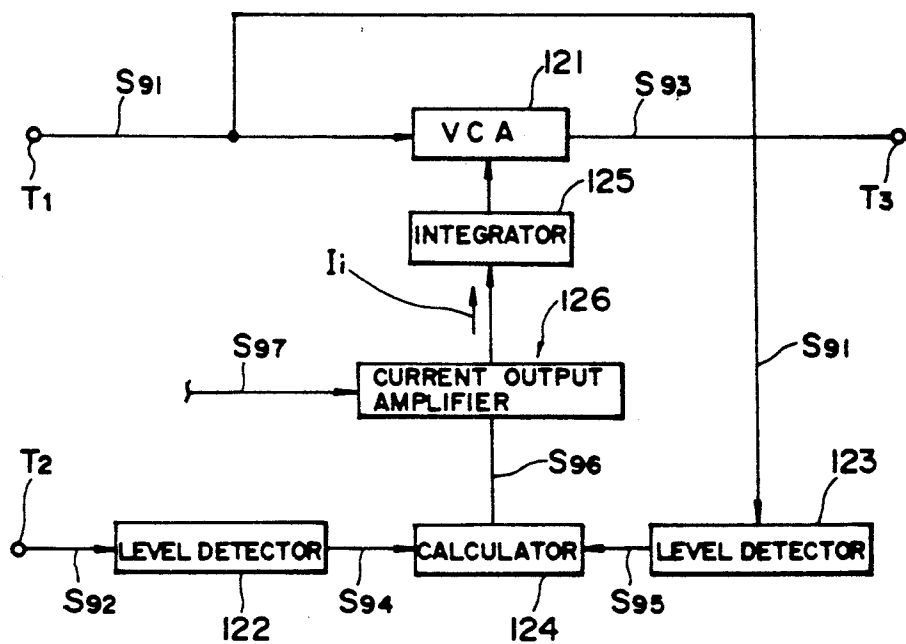 121
S91
S93
VCA
T1
125
T3
INTEGRATOR
Ii
126
S97
S91
CURRENT OUTPUT
AMPLIFIER
T2
S96
123
LEVEL DETECTOR
CALCULATOR
LEVEL DETECTOR
S92
122
S94
124
S95